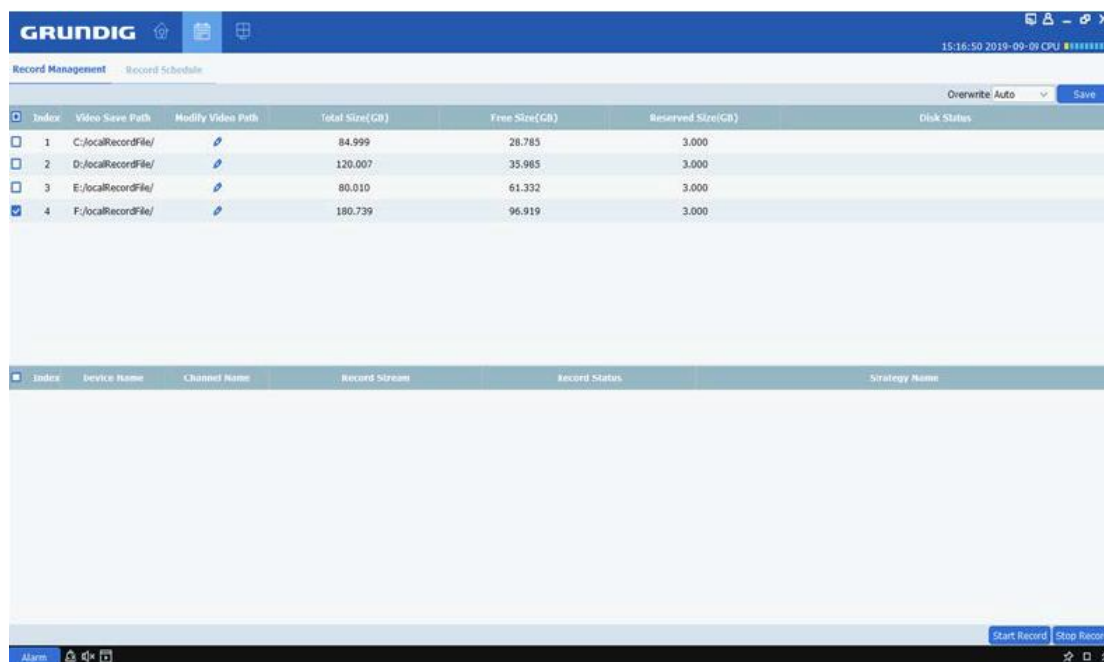 GRUNDIG
15:16:50 2019-09-09 CPU
Record Management Record Schedule
Overwrite Auto Save
Index Video Save Path Modify Video Path Total Size(GB) Free Size(GB) Reserved Size(GB) Disk Status
1 C:/localRecordFile/ 84.999 28.785 3.000
2 D:/localRecordFile/ 120.007 35.985 3.000
3 E:/localRecordFile/ 80.010 61.332 3.000
4 F:/localRecordFile/ 180.739 96.919 3.000
Index Device Name Channel Name Record Stream Record Status Strategy Name
Start Record Stop Recor
Alarm